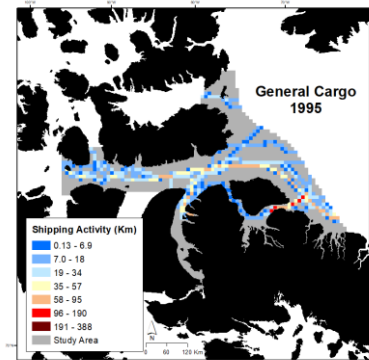 General Cargo
1995
Shipping Activity (Km)
0.13 - 6.9
7.0 - 18
19 - 34
35 - 57
58 - 95
96 - 190
191 - 388
Study Area
N
0
60
120 Km